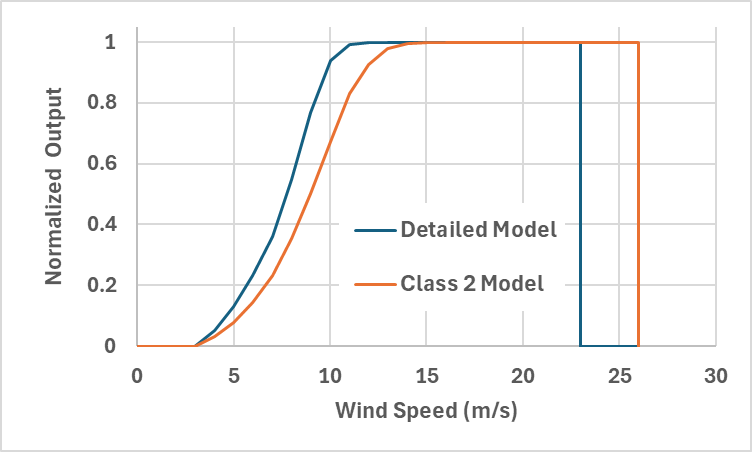 1
0.8
0.6
0.4
0.2
0
Normalized Output
Detailed Model
Class 2 Model
0 5 10 15 20 25 30
Wind Speed (m/s)